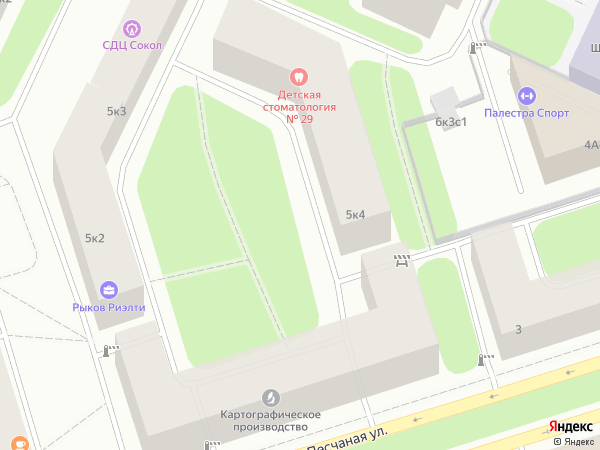 СДЦ Сокол
5к3
Детская
стоматология
№ 29
6к3с1
Палестра Спорт
4А
5к4
5к2
Рыков Риэлти
3
Картографическое
производство
Песчаная ул.
Яндекс
© Яндекс